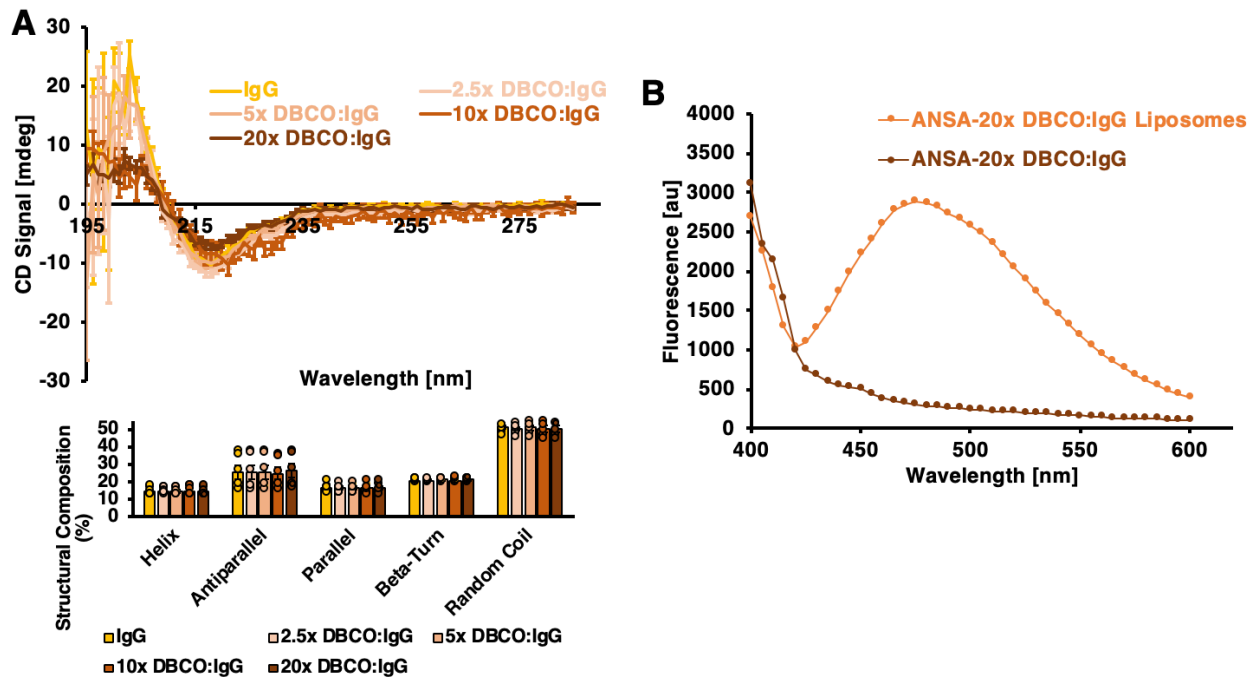 A
30
20
10
0
-10
-20
-30
CD Signal [mdeg]
IgG
2.5x DBCO:IgG
5x DBCO:IgG
10x DBCO:IgG
20x DBCO:IgG
195
215
235
255
275
Wavelength [nm]
50
40
30
20
10
0
Structural Composition
(%)
Helix
Antiparallel
Parallel
Beta-Turn
Random Coil
IgG
2.5x DBCO:IgG
5x DBCO:IgG
10x DBCO:IgG
20x DBCO:IgG
B
4000
3500
3000
2500
2000
1500
1000
500
0
Fluorescence [au]
ANSA-20x DBCO:IgG Liposomes
ANSA-20x DBCO:IgG
400
450
500
550
600
Wavelength [nm]